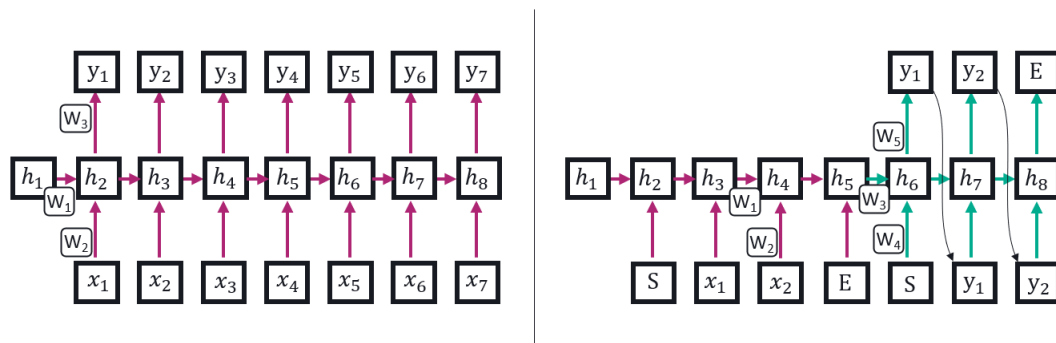 y₁ y₂ y₃ y₄ y₅ y₆ y₇
W₃
h₁ h₂ h₃ h₄ h₅ h₆ h₇ h₈
W₁
W₂
x₁ x₂ x₃ x₄ x₅ x₆ x₇
y₁ y₂ E
W₅
h₁ h₂ h₃ h₄ h₅ h₆ h₇ h₈
W₁ W₃
W₂ W₄
S x₁ x₂ E S y₁ y₂